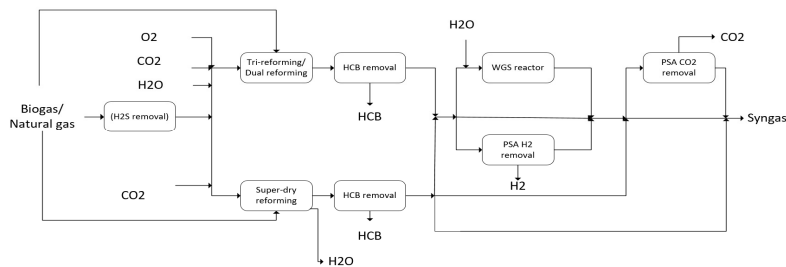 O2
CO2
CO2
H2O
Tri-reforming/
Dual reforming
HCB removal
WGS reactor
PSA CO2
removal
H2O
HCB
Biogas/
Natural gas
(H2S removal)
Syngas
PSA H2
removal
H2
CO2
Super-dry
reforming
HCB removal
HCB
H2O